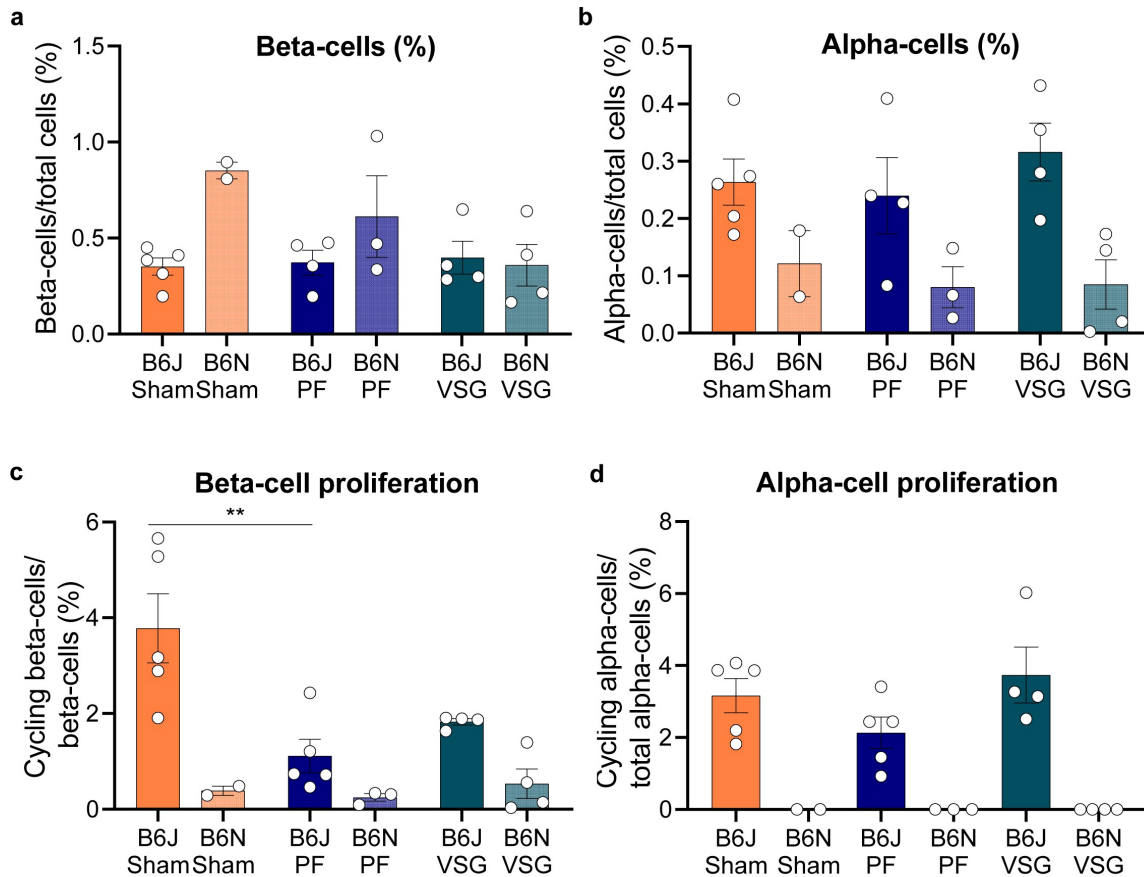 a
Beta-cells (%)
Beta-cells/total cells (%)
1.5
1.0
0.5
0.0
B6J B6N B6J B6N B6J B6N
Sham Sham PF PF VSG VSG
b
Alpha-cells (%)
Alpha-cells/total cells (%)
0.5
0.4
0.3
0.2
0.1
0.0
B6J B6N B6J B6N B6J B6N
Sham Sham PF PF VSG VSG
c
Beta-cell proliferation
**
Cycling beta-cells/
beta-cells (%)
6
4
2
0
B6J B6N B6J B6N B6J B6N
Sham Sham PF PF VSG VSG
d
Alpha-cell proliferation
Cycling alpha-cells/
total alpha-cells (%)
8
6
4
2
0
B6J B6N B6J B6N B6J B6N
Sham Sham PF PF VSG VSG